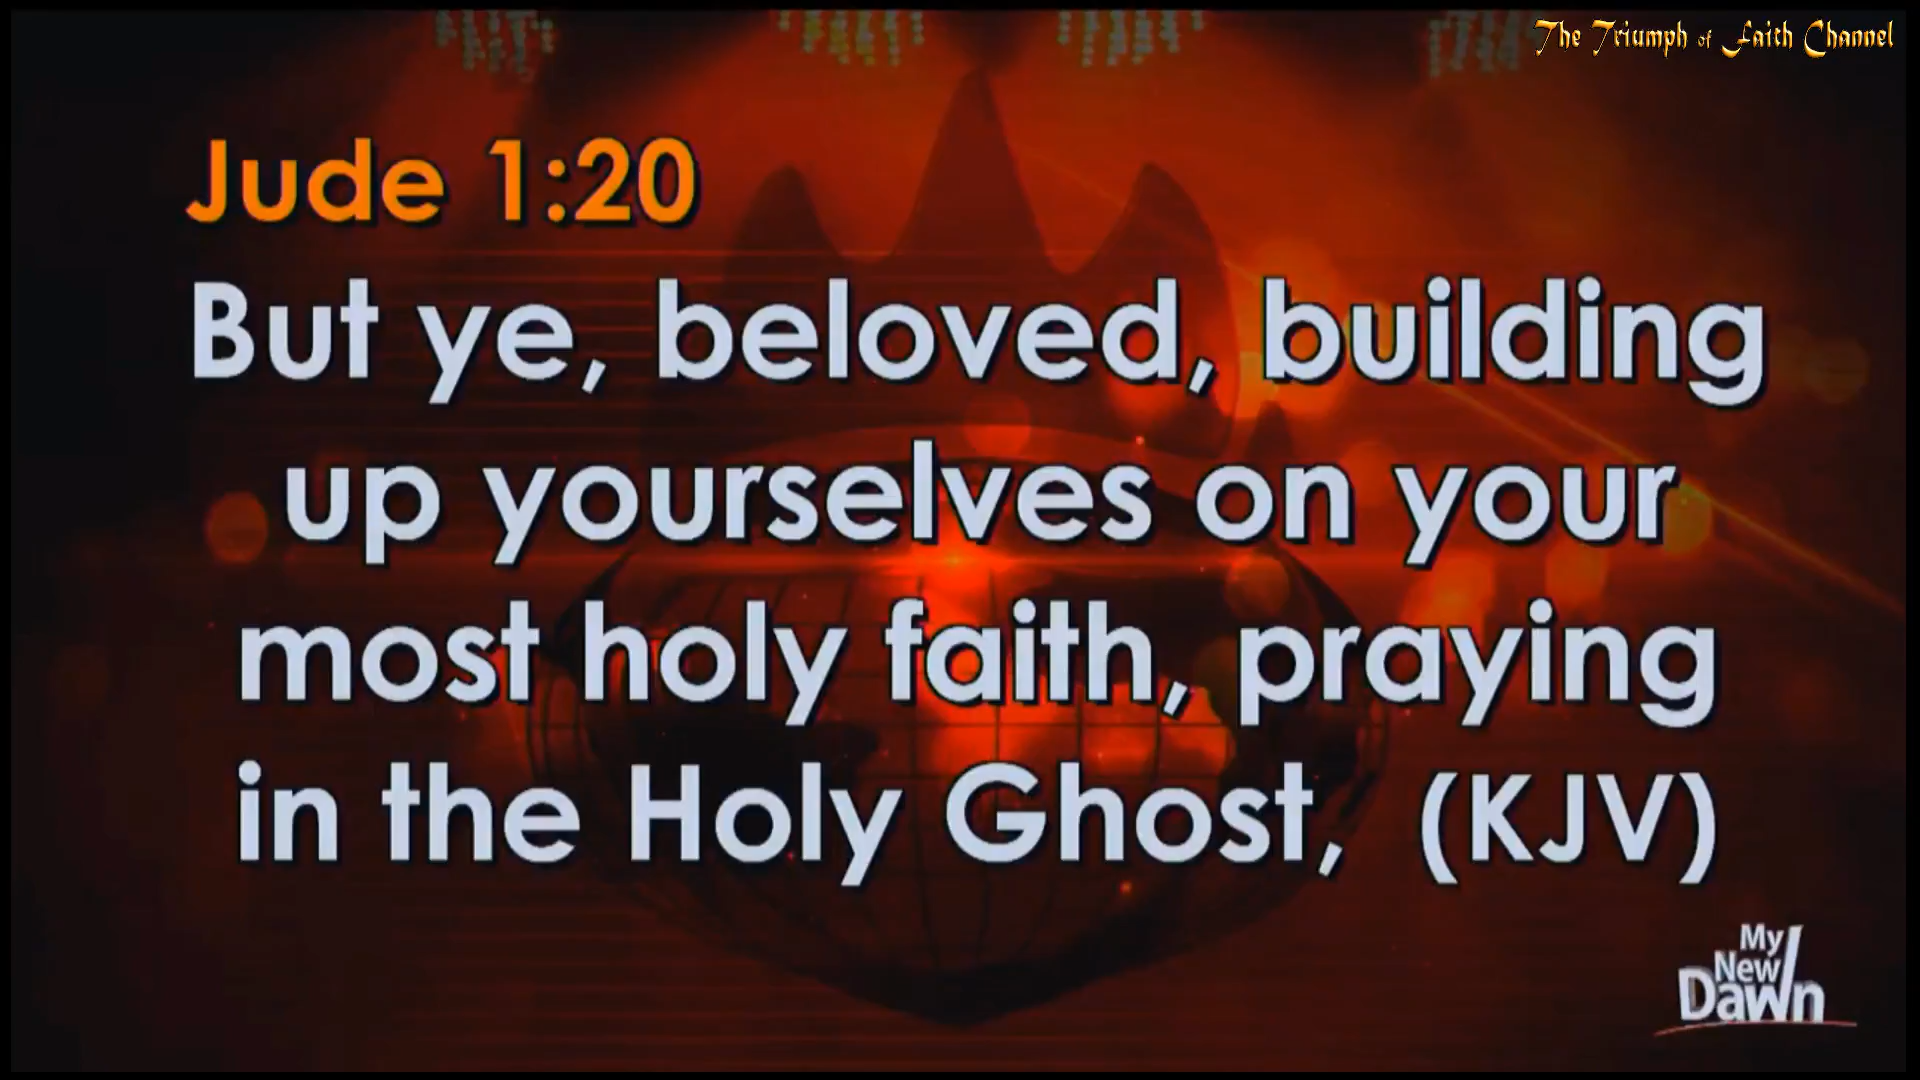 The Triumph of Faith Channel
Jude 1:20
But ye, beloved, building
up yourselves on your
most holy faith, praying
in the Holy Ghost, (KJV)
My
New
Dawn